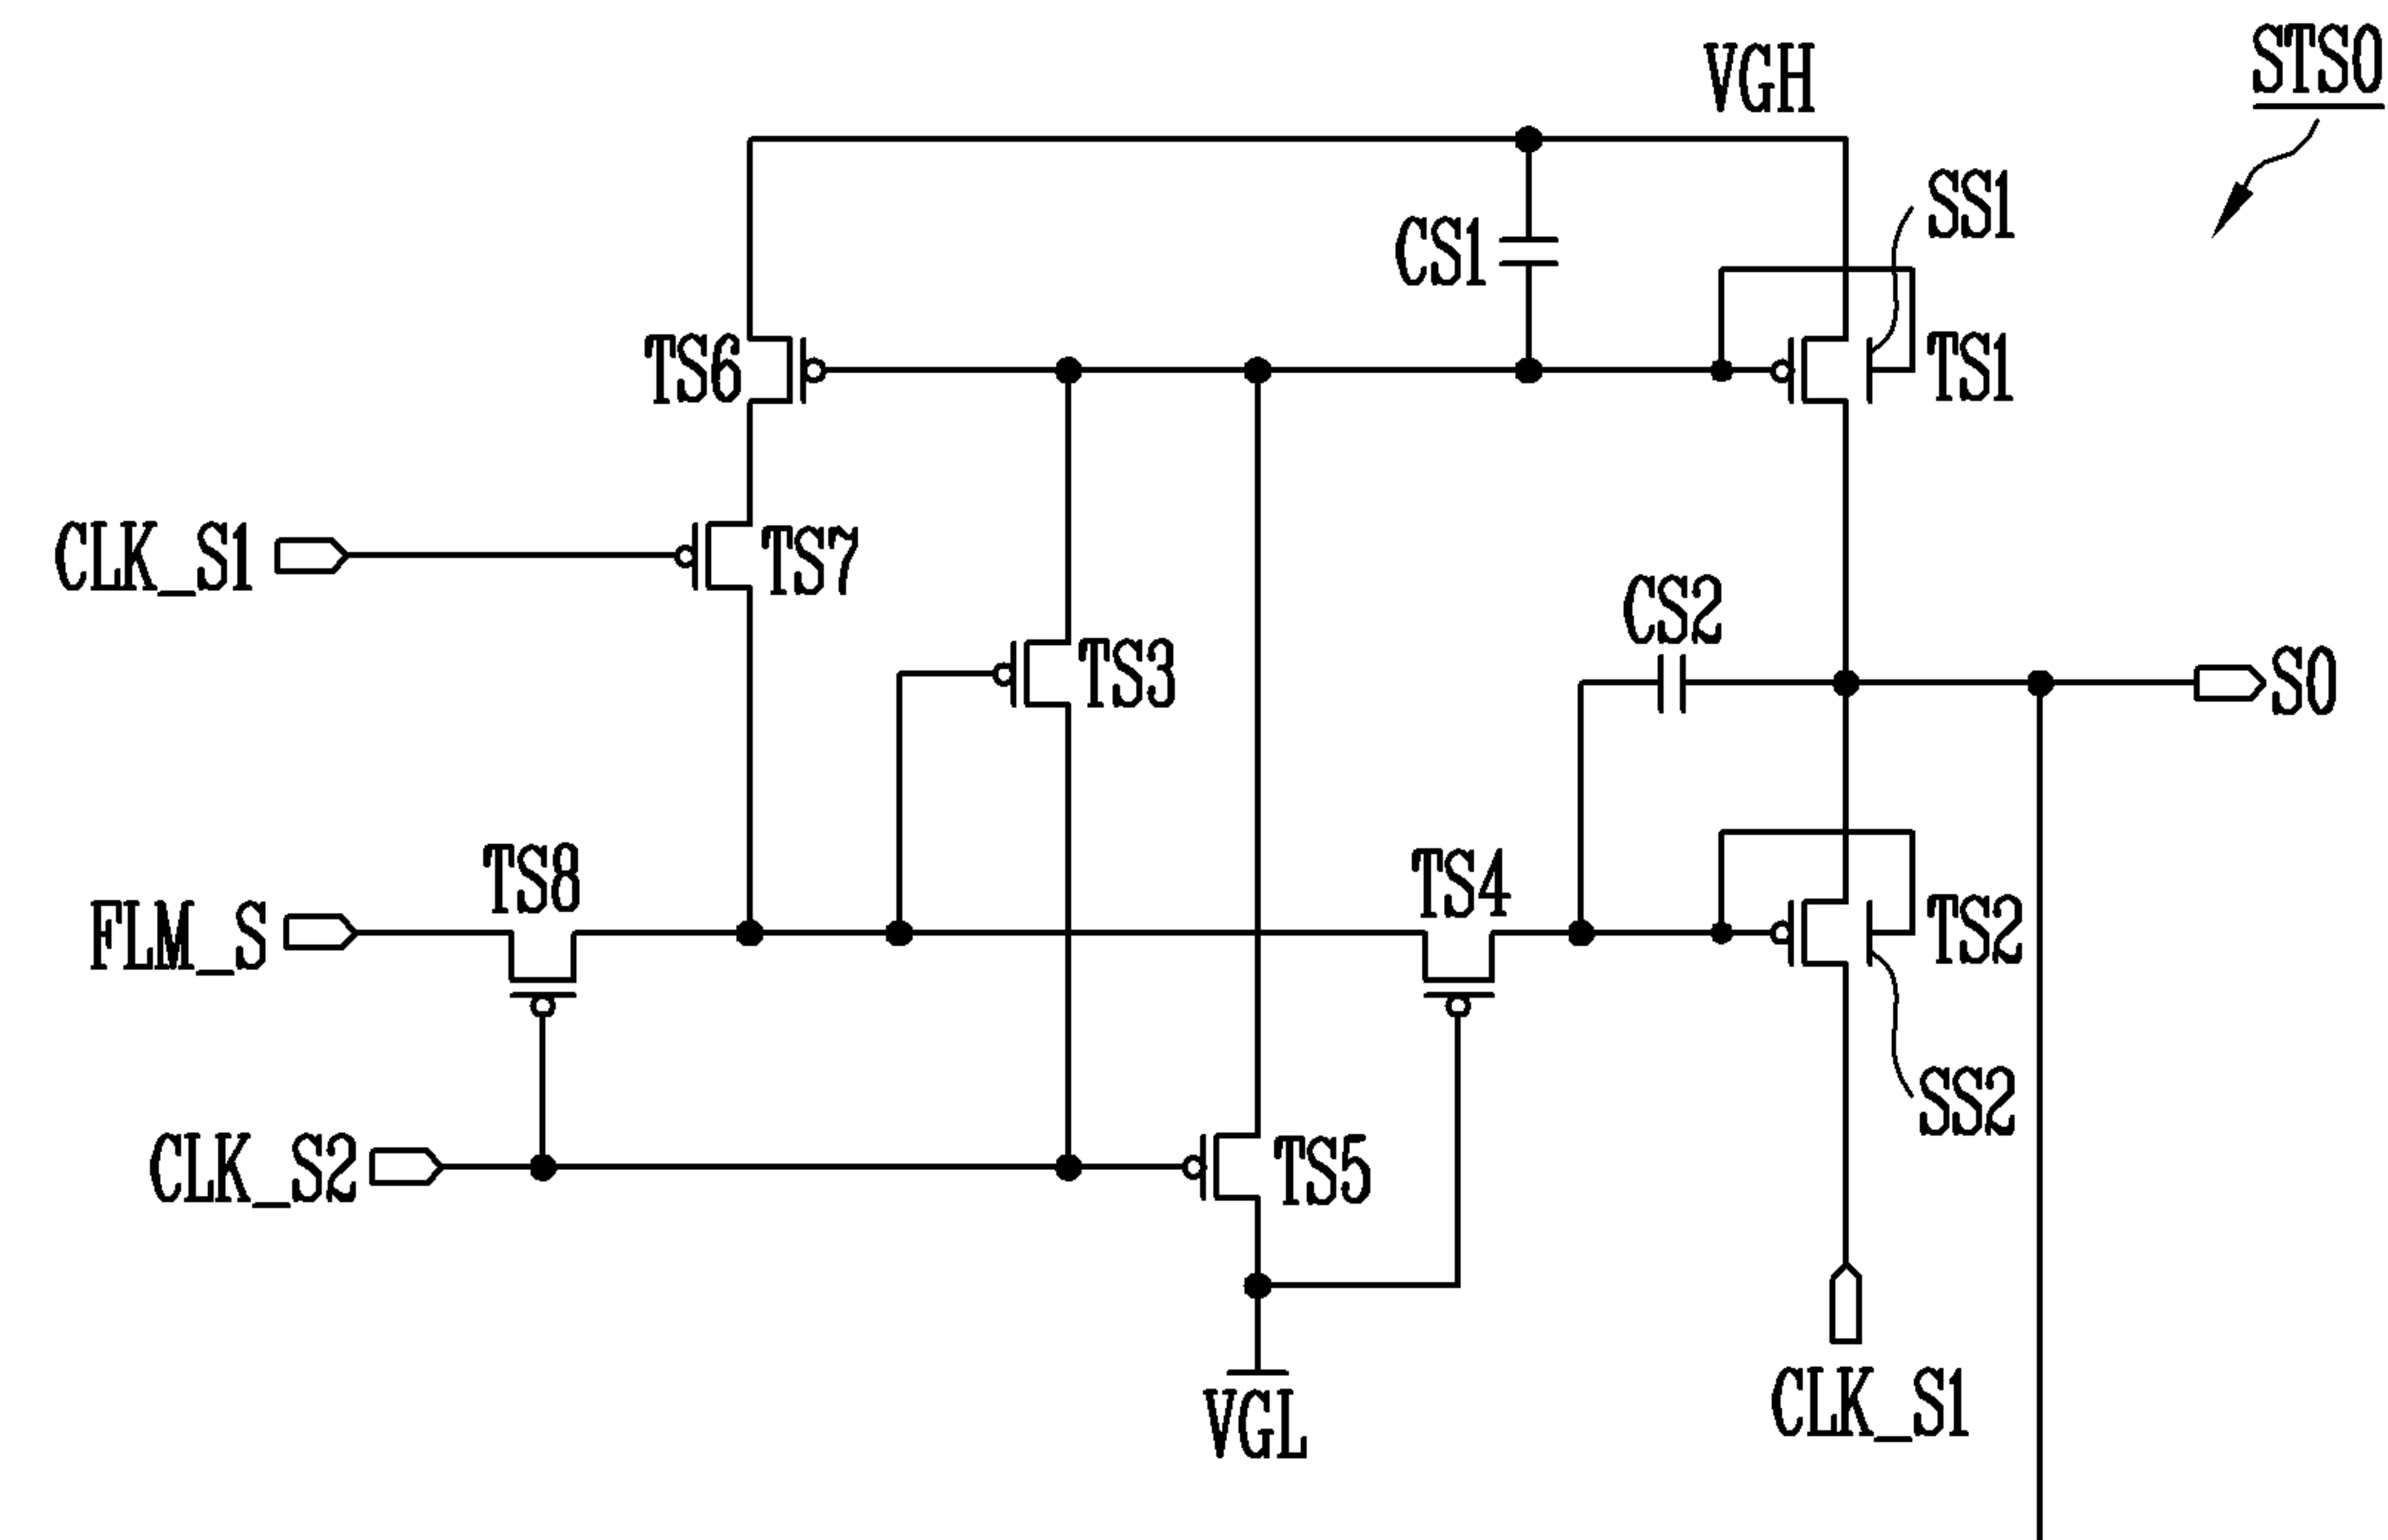 STS0
VGH
SS1
CS1
TS6
TS1
CLK_S1
TS7
CS2
TS3
S0
TS8
TS4
FLM_S
TS2
SS2
CLK_S2
TS5
CLK_S1
VGL